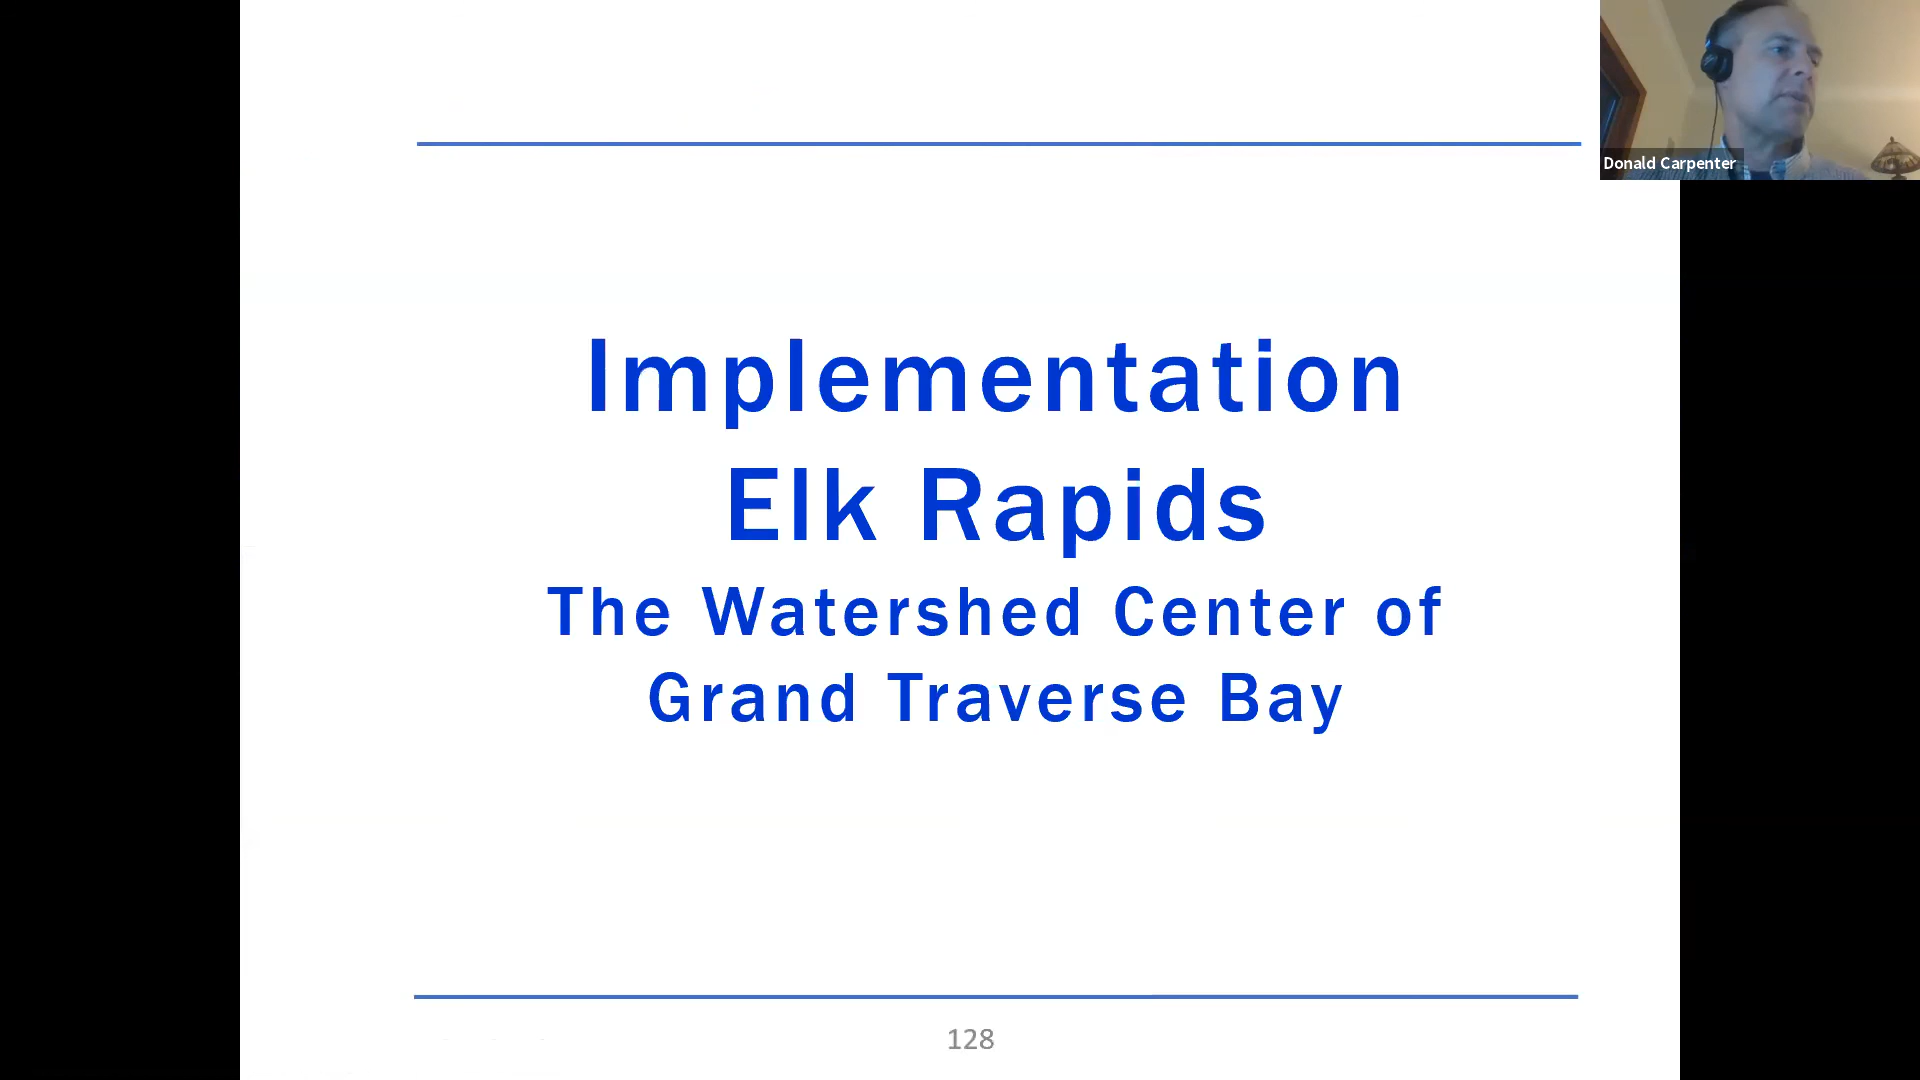 Donald Carpenter
Implementation
Elk Rapids
The Watershed Center of
Grand Traverse Bay
128